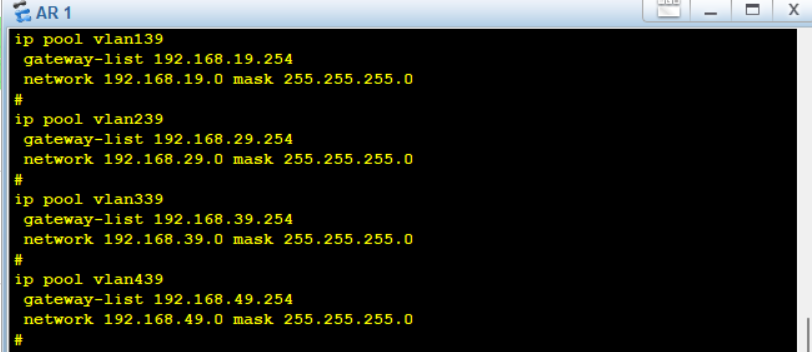 AR 1
ip pool vlan139
gateway-list 192.168.19.254
network 192.168.19.0 mask 255.255.255.0
#
ip pool vlan239
gateway-list 192.168.29.254
network 192.168.29.0 mask 255.255.255.0
#
ip pool vlan339
gateway-list 192.168.39.254
network 192.168.39.0 mask 255.255.255.0
#
ip pool vlan439
gateway-list 192.168.49.254
network 192.168.49.0 mask 255.255.255.0
#